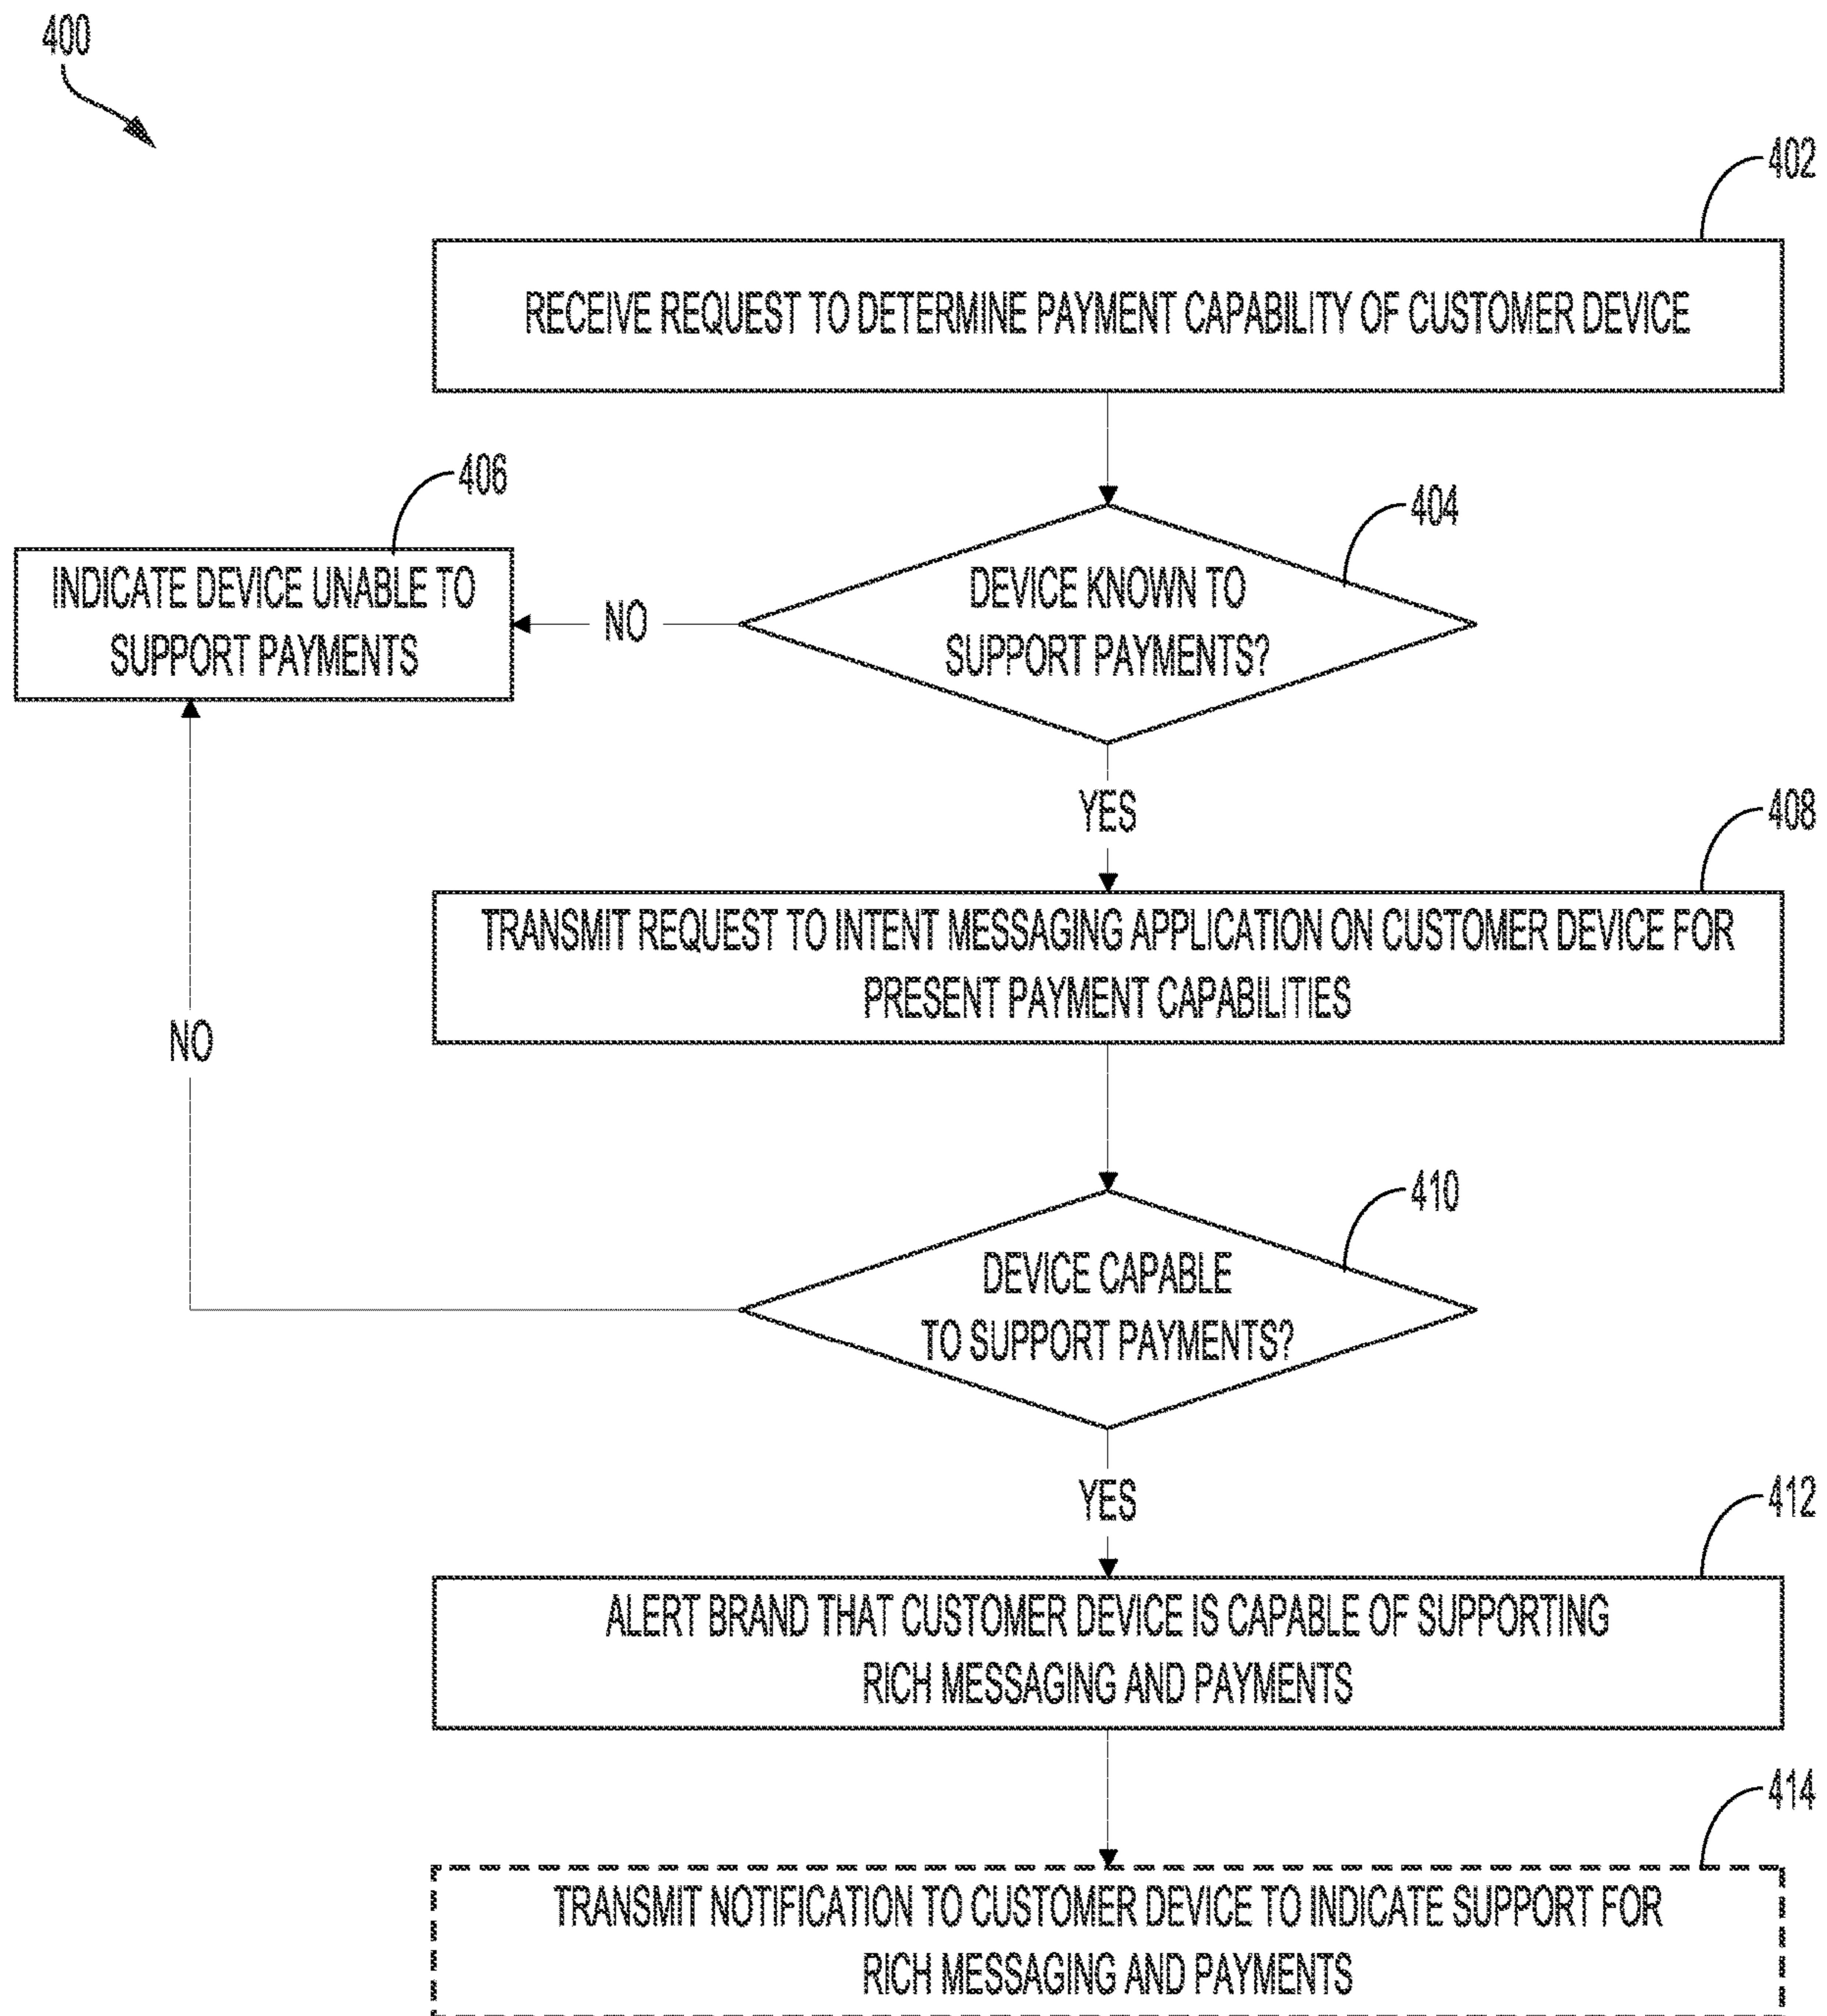 400
402
RECEIVE REQUEST TO DETERMINE PAYMENT CAPABILITY OF CUSTOMER DEVICE
406
404
INDICATE DEVICE UNABLE TO
SUPPORT PAYMENTS
NO
DEVICE KNOWN TO
SUPPORT PAYMENTS?
YES
408
TRANSMIT REQUEST TO INTENT MESSAGING APPLICATION ON CUSTOMER DEVICE FOR
PRESENT PAYMENT CAPABILITIES
NO
410
DEVICE CAPABLE
TO SUPPORT PAYMENTS?
YES
412
ALERT BRAND THAT CUSTOMER DEVICE IS CAPABLE OF SUPPORTING
RICH MESSAGING AND PAYMENTS
414
TRANSMIT NOTIFICATION TO CUSTOMER DEVICE TO INDICATE SUPPORT FOR
RICH MESSAGING AND PAYMENTS